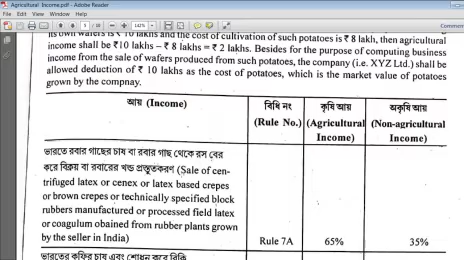 Agricultural Income.pdf - Adobe Reader
File Edit View Window Help
Comment
its own wafers is ₹ 10 lakhs and the cost of cultivation of such potatoes is ₹ 8 lakh, then agricultural
income shall be ₹10 lakhs – ₹ 8 lakhs = ₹ 2 lakhs. Besides for the purpose of computing business
income from the sale of wafers produced from such potatoes, the company (i.e. XYZ Ltd.) shall be
allowed deduction of ₹ 10 lakhs as the cost of potatoes, which is the market value of potatoes
grown by the compnay.
আয় (Income) বিধি নং কৃষি আয় অকৃষি আয়
(Rule No.) (Agricultural (Non-agricultural
Income) Income)
ভারতে রবার গাছের চাষ বা রবার গাছ থেকে রস বের
করে বিক্রয় বা রবারের খন্ড প্রস্তুতকরণ (Sale of cen-
trifuged latex or cenex or latex based crepes
or brown crepes or technically specified block
rubbers manufactured or processed field latex
or coagulum obained from rubber plants grown
by the seller in India) Rule 7A 65% 35%
ভারতের কফির চাষ এবং শোধন করে বিক্রি